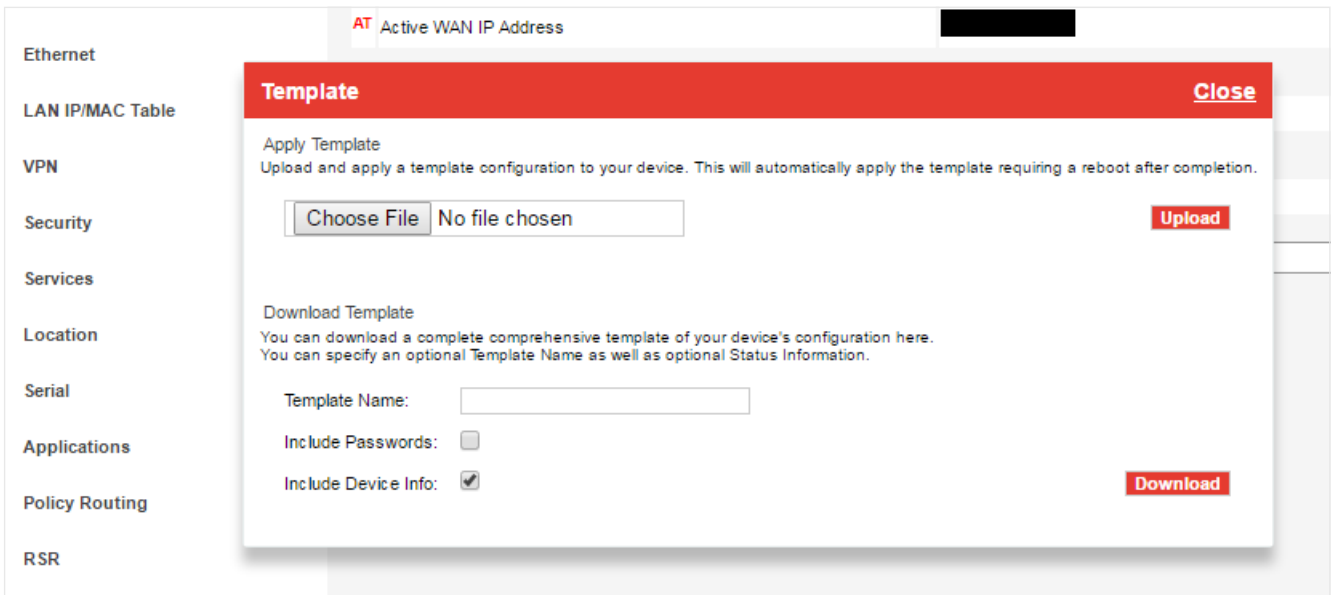 AT Active WAN IP Address
Ethernet
LAN IP/MAC Table
VPN
Security
Services
Location
Serial
Applications
Policy Routing
RSR
Template Close
Apply Template
Upload and apply a template configuration to your device. This will automatically apply the template requiring a reboot after completion.
Choose File No file chosen
Upload
Download Template
You can download a complete comprehensive template of your device's configuration here.
You can specify an optional Template Name as well as optional Status Information.
Template Name:
Include Passwords:
Include Device Info:
Download